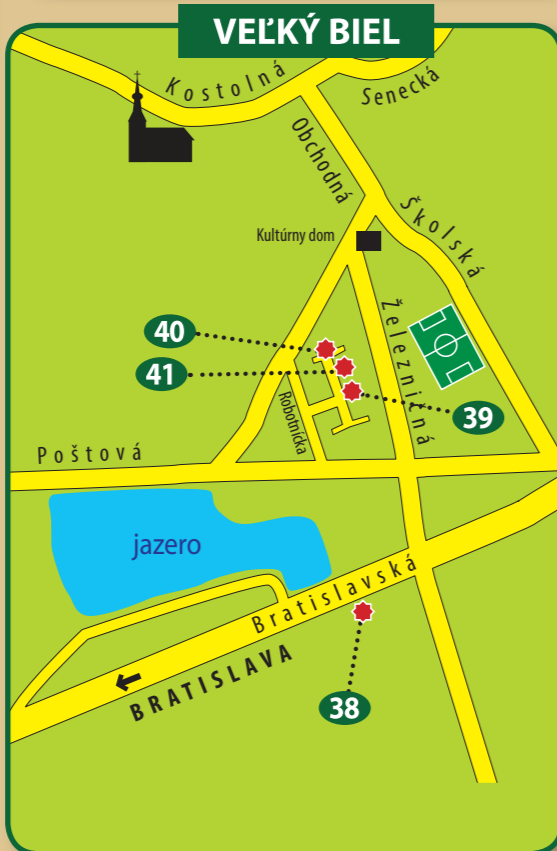 VEĽKÝ BIEL
Kostolná
Senecká
Obchodná
Školská
Kultúrny dom
Železničná
40
41
39
Robotnícka
Poštová
jazero
Bratislavská
BRATISLAVA
38